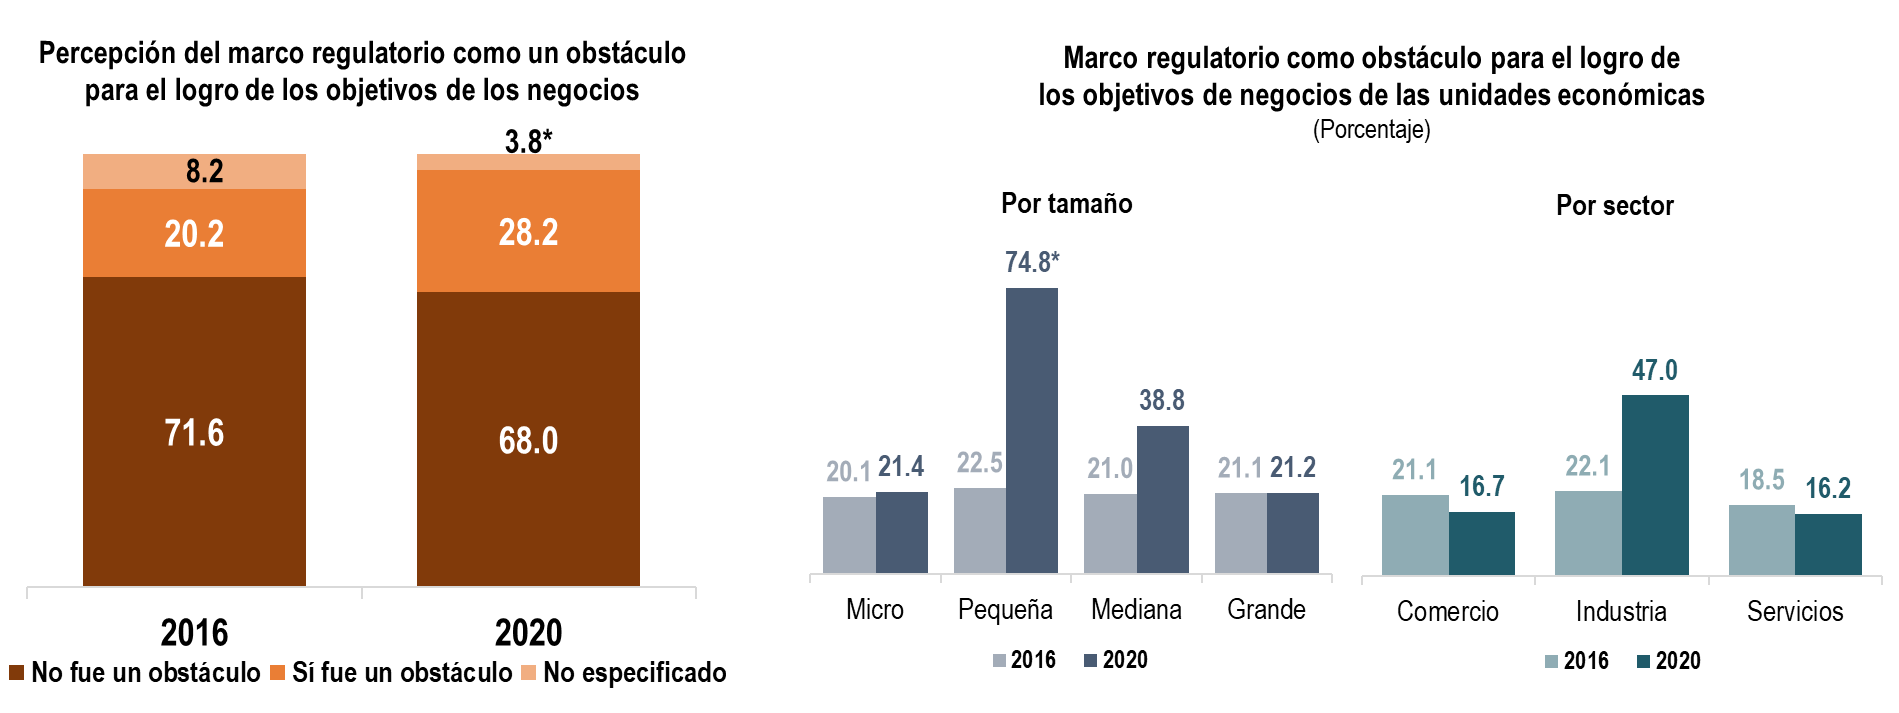 Percepción del marco regulatorio como un obstáculo
para el logro de los objetivos de los negocios
3.8*
8.2
20.2
28.2
71.6
68.0
2016
2020
No fue un obstáculo
Sí fue un obstáculo
No especificado
Marco regulatorio como obstáculo para el logro de
los objetivos de negocios de las unidades económicas
(Porcentaje)
Por tamaño
74.8*
38.8
20.1
21.4
22.5
21.0
21.1
21.2
Micro
Pequeña
Mediana
Grande
2016
2020
Por sector
47.0
21.1
16.7
22.1
18.5
16.2
Comercio
Industria
Servicios
2016
2020